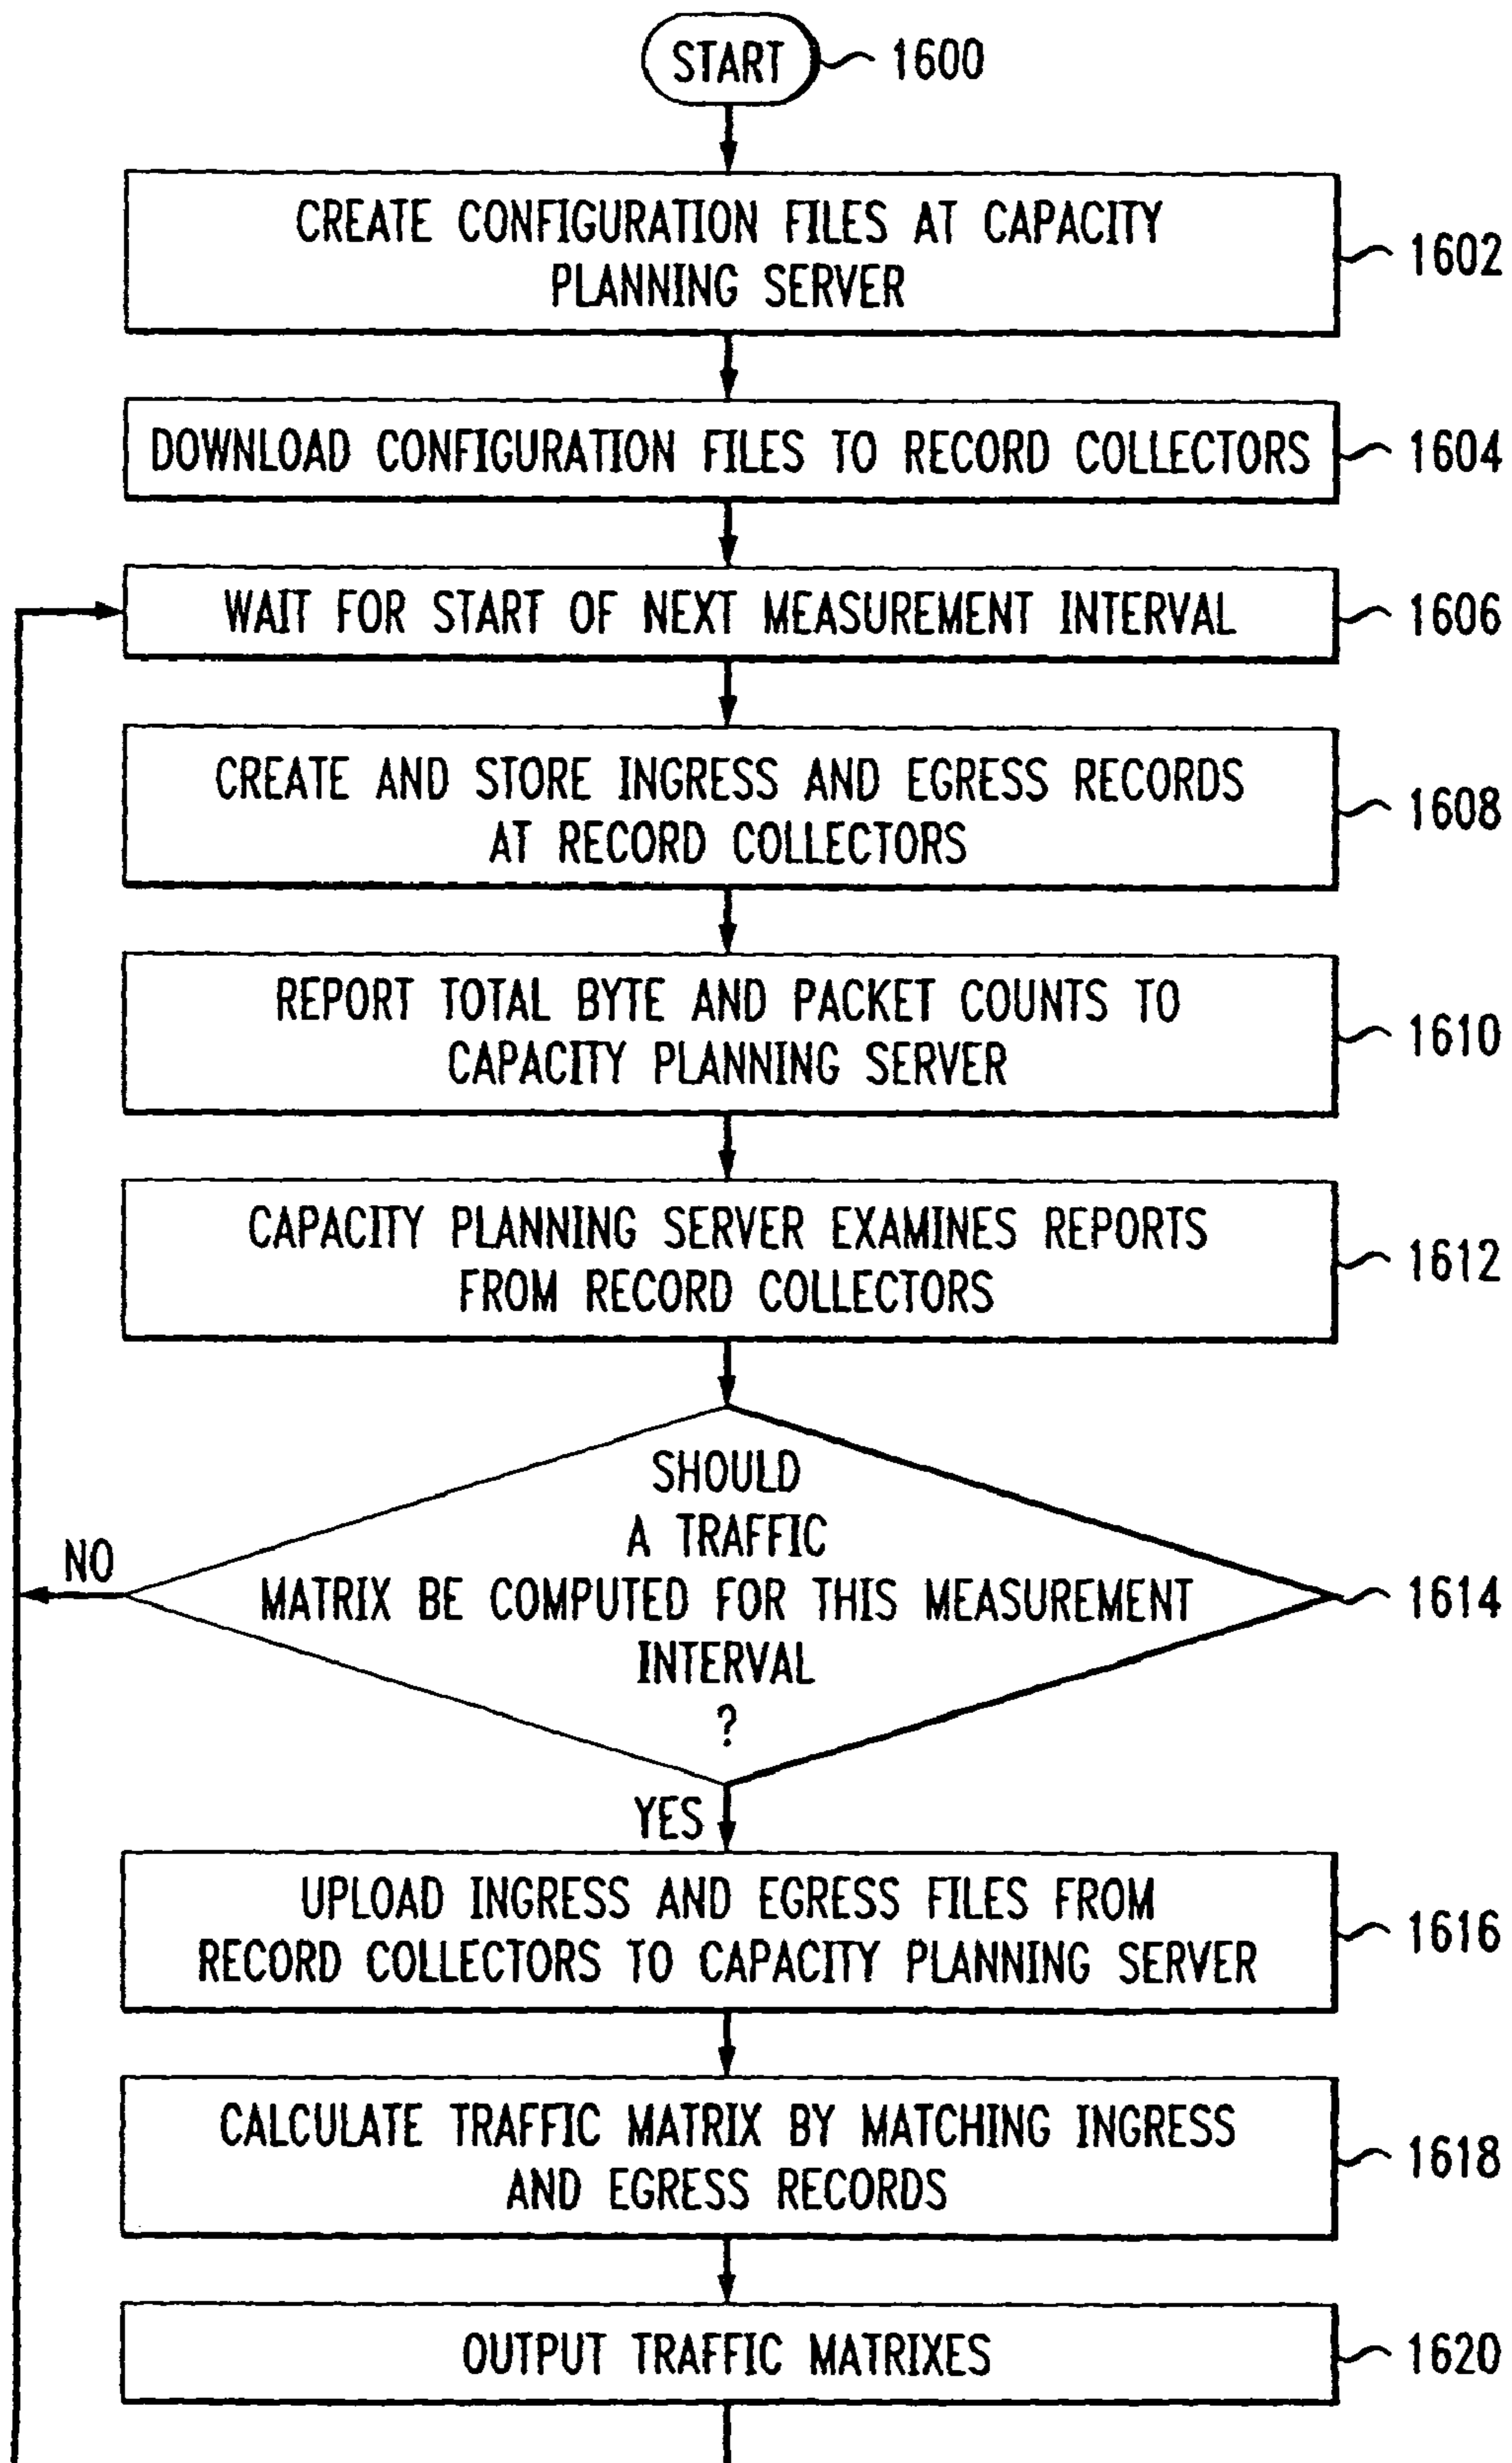 START 1600
CREATE CONFIGURATION FILES AT CAPACITY
PLANNING SERVER
1602
DOWNLOAD CONFIGURATION FILES TO RECORD COLLECTORS 1604
WAIT FOR START OF NEXT MEASUREMENT INTERVAL 1606
CREATE AND STORE INGRESS AND EGRESS RECORDS
AT RECORD COLLECTORS
1608
REPORT TOTAL BYTE AND PACKET COUNTS TO
CAPACITY PLANNING SERVER
1610
CAPACITY PLANNING SERVER EXAMINES REPORTS
FROM RECORD COLLECTORS
1612
SHOULD
A TRAFFIC
MATRIX BE COMPUTED FOR THIS MEASUREMENT
INTERVAL
?
1614
NO
YES
UPLOAD INGRESS AND EGRESS FILES FROM
RECORD COLLECTORS TO CAPACITY PLANNING SERVER
1616
CALCULATE TRAFFIC MATRIX BY MATCHING INGRESS
AND EGRESS RECORDS
1618
OUTPUT TRAFFIC MATRIXES 1620